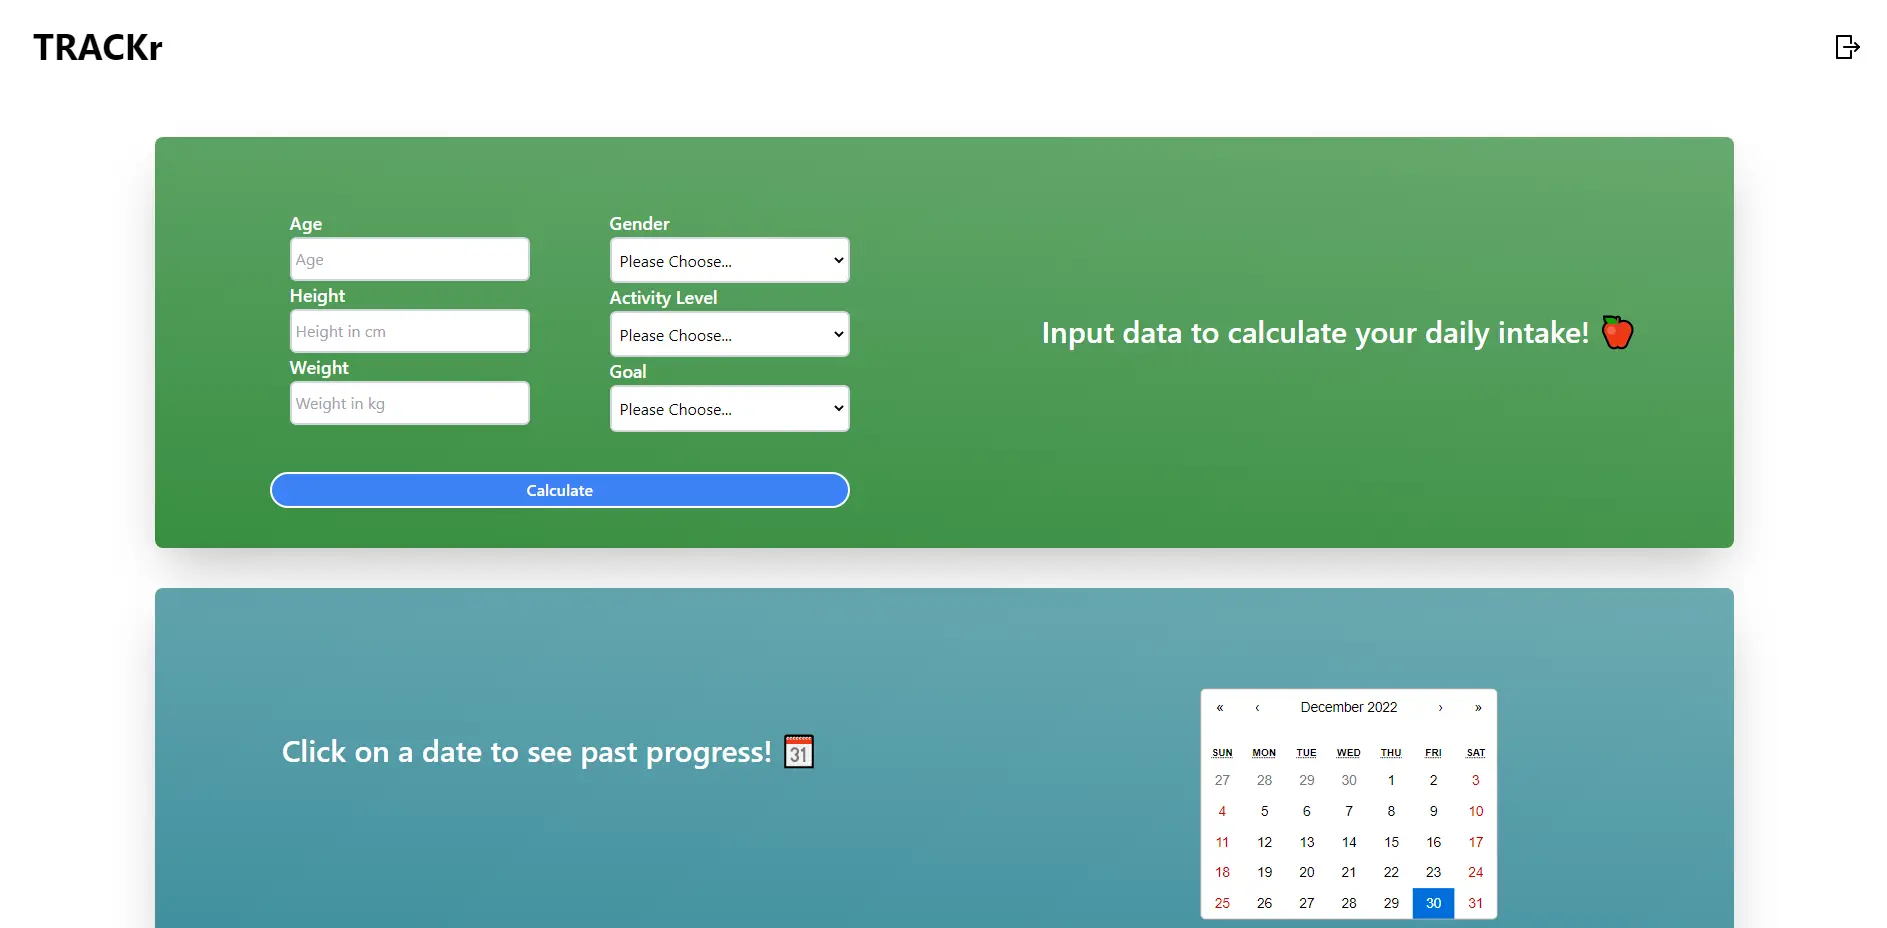 TRACKr
Age
Age
Height
Height in cm
Weight
Weight in kg
Gender
Please Choose...
Activity Level
Please Choose...
Goal
Please Choose...
Calculate
Input data to calculate your daily intake!
Click on a date to see past progress! 31
« ‹ December 2022 › »
SUN MON TUE WED THU FRI SAT
27 28 29 30 1 2 3
4 5 6 7 8 9 10
11 12 13 14 15 16 17
18 19 20 21 22 23 24
25 26 27 28 29 30 31